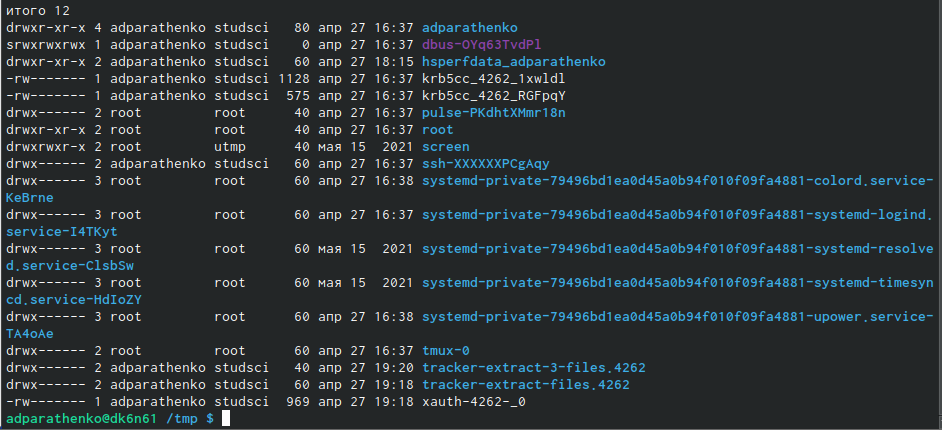 итого 12
drwxr-xr-x 4 adparathenko studsci   80 апр 27 16:37 adparathenko
srwxrwxrwx 1 adparathenko studsci    0 апр 27 16:37 dbus-OYq63TvdPl
drwxr-xr-x 2 adparathenko studsci   60 апр 27 18:15 hsperfdata_adparathenko
-rw------- 1 adparathenko studsci 1128 апр 27 16:37 krb5cc_4262_1xwldl
-rw------- 1 adparathenko studsci  575 апр 27 16:37 krb5cc_4262_RGFpqY
drwx------ 2 root         root      40 апр 27 16:37 pulse-PKdhtXMmr18n
drwxr-xr-x 2 root         root      40 апр 27 16:37 root
drwxrwxr-x 2 root         utmp      40 мая 15  2021 screen
drwx------ 2 adparathenko studsci   60 апр 27 16:37 ssh-XXXXXXPCgAqy
drwx------ 3 root         root      60 апр 27 16:38 systemd-private-79496bd1ea0d45a0b94f010f09fa4881-colord.service-
KeBrne
drwx------ 3 root         root      60 апр 27 16:37 systemd-private-79496bd1ea0d45a0b94f010f09fa4881-systemd-logind.
service-I4TKyt
drwx------ 3 root         root      60 мая 15  2021 systemd-private-79496bd1ea0d45a0b94f010f09fa4881-systemd-resolve
d.service-ClsbSw
drwx------ 3 root         root      60 мая 15  2021 systemd-private-79496bd1ea0d45a0b94f010f09fa4881-systemd-timesyn
cd.service-HdIoZY
drwx------ 3 root         root      60 апр 27 16:38 systemd-private-79496bd1ea0d45a0b94f010f09fa4881-upower.service-
TA4oAe
drwx------ 2 root         root      60 апр 27 16:37 tmux-0
drwx------ 2 adparathenko studsci   40 апр 27 19:20 tracker-extract-3-files.4262
drwx------ 2 adparathenko studsci   60 апр 27 19:18 tracker-extract-files.4262
-rw------- 1 adparathenko studsci  969 апр 27 19:18 xauth-4262-_0
adparathenko@dk6n61 /tmp $